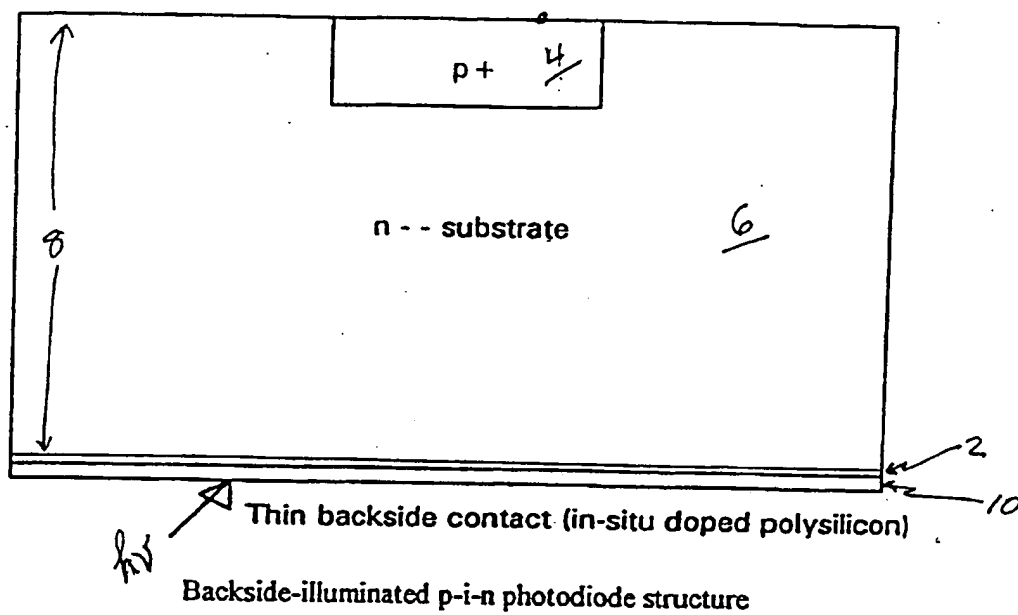 p+ 4
n - - substrate 6
8
2
10
Thin backside contact (in-situ doped polysilicon)
hν
Backside-illuminated p-i-n photodiode structure